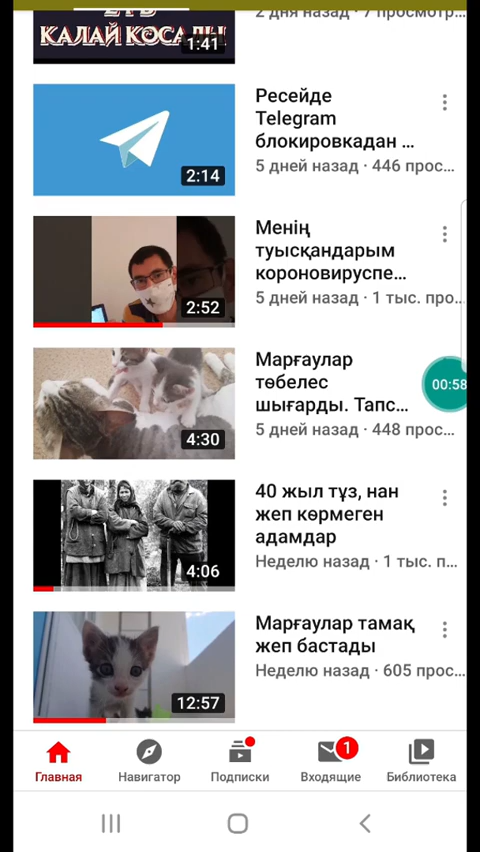 ҚАЛАЙ ҚОСАДЫ
1:41
2 дня назад · 7 просмотр...
2:14
Ресейде
Telegram
блокировкадан ...
5 дней назад · 446 прос...
2:52
Менің
туысқандарым
короновируспе...
5 дней назад · 1 тыс. про...
4:30
Марғаулар
төбелес
шығарды. Тапс...
5 дней назад · 448 прос...
00:58
4:06
40 жыл тұз, нан
жеп көрмеген
адамдар
Неделю назад · 1 тыс. п...
12:57
Марғаулар тамақ
жеп бастады
Неделю назад · 605 прос...
1
Главная
Навигатор
Подписки
Входящие
Библиотека